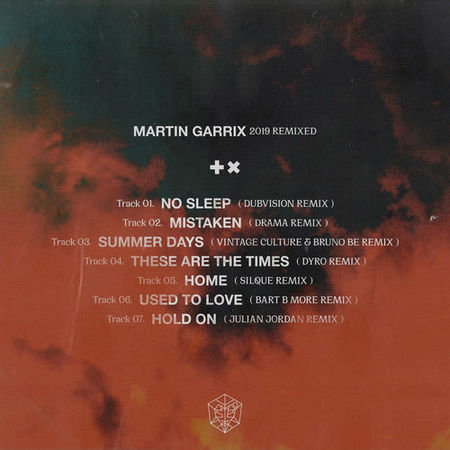 MARTIN GARRIX 2019 REMIXED
Track 01. NO SLEEP ( DUBVISION REMIX )
Track 02. MISTAKEN ( DRAMA REMIX )
Track 03. SUMMER DAYS ( VINTAGE CULTURE & BRUNO BE REMIX )
Track 04. THESE ARE THE TIMES ( DYRO REMIX )
Track 05. HOME ( SILQUE REMIX )
Track 06. USED TO LOVE ( BART B MORE REMIX )
Track 07. HOLD ON ( JULIAN JORDAN REMIX )